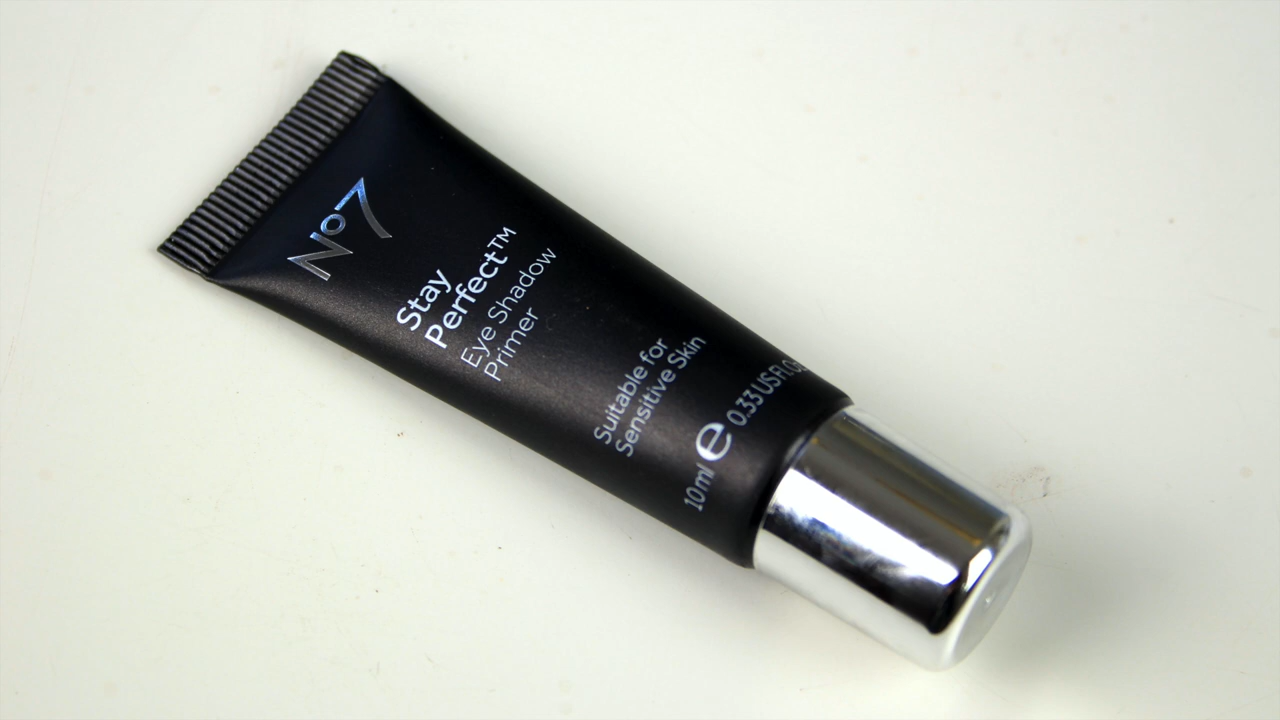 No7
Stay
Perfect™
Eye Shadow
Primer
Suitable for
Sensitive Skin
10ml e 0.33 US Fl Oz